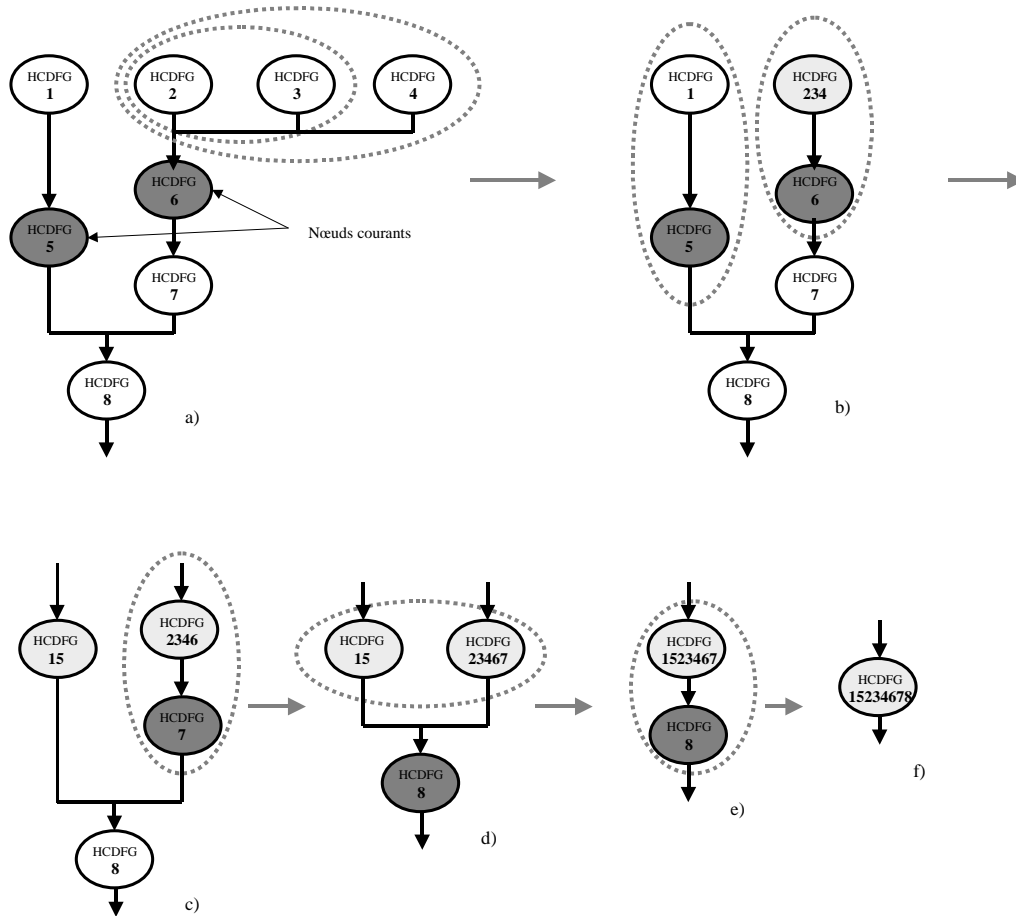 HCDFG
1
HCDFG
2
HCDFG
3
HCDFG
4
HCDFG
6
HCDFG
5
Nœuds courants
HCDFG
7
HCDFG
8
a)
HCDFG
1
HCDFG
234
HCDFG
6
HCDFG
5
HCDFG
7
HCDFG
8
b)
HCDFG
15
HCDFG
2346
HCDFG
7
HCDFG
8
c)
HCDFG
15
HCDFG
23467
HCDFG
8
d)
HCDFG
1523467
HCDFG
8
e)
HCDFG
15234678
f)